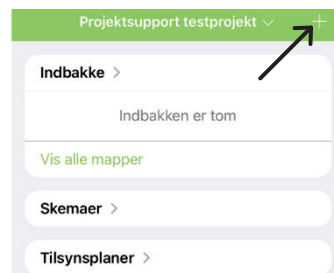 Projektsupport testprojekt
Indbakke
Indbakken er tom
Vis alle mapper
Skemaer
Tilsynsplaner